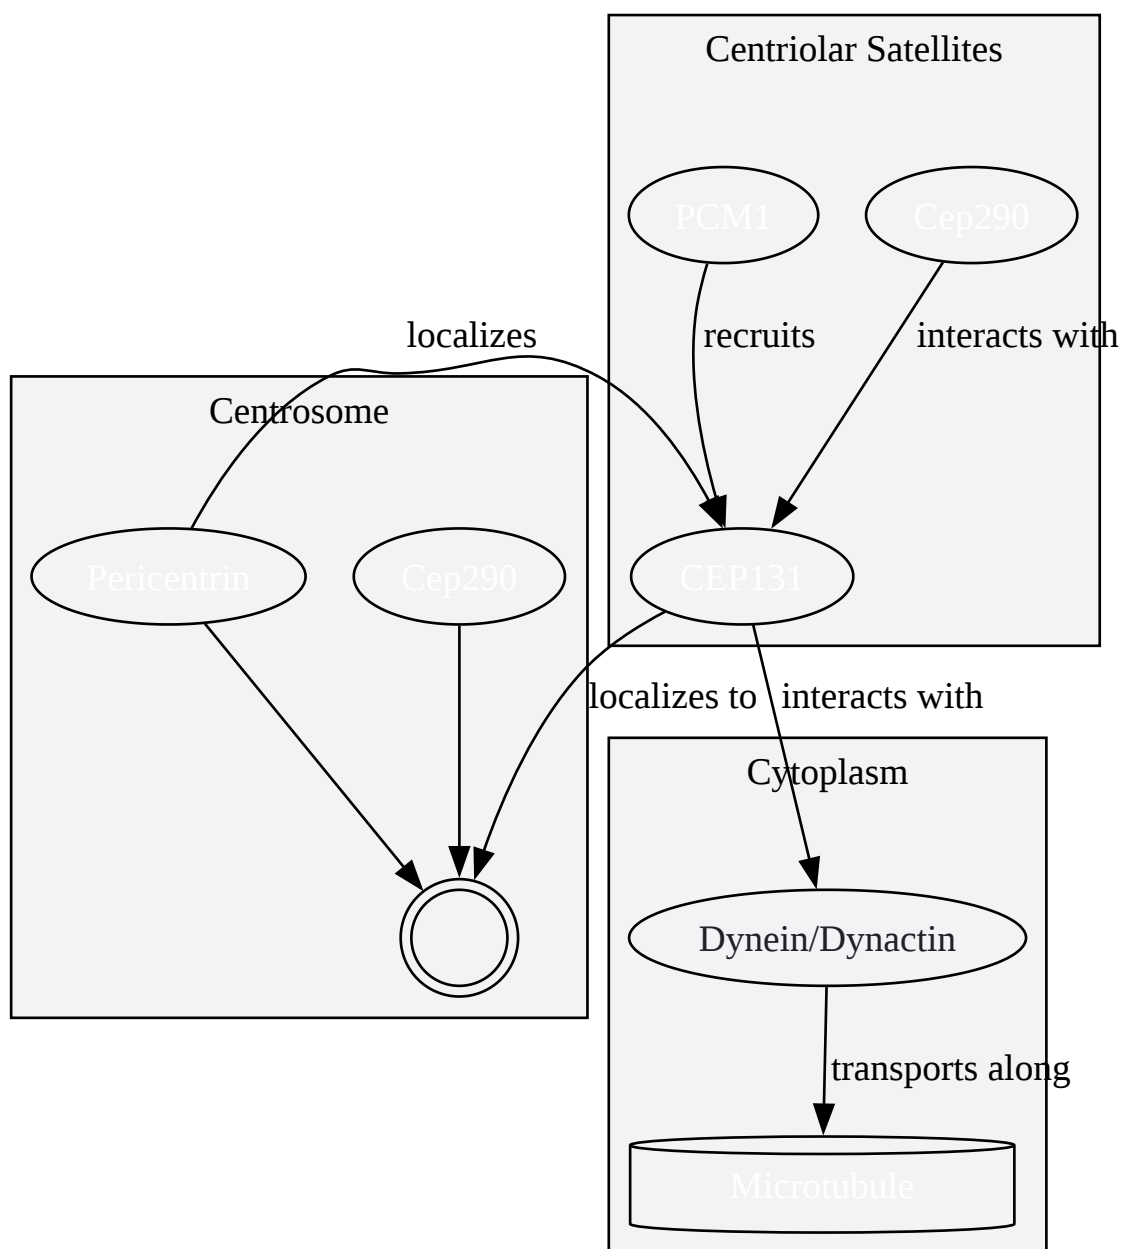 Centriolar Satellites
PCM1
Cep290
localizes
recruits
interacts with
Centrosome
Pericentrin
Cep290
CEP131
localizes to
interacts with
Cytoplasm
Dynein/Dynactin
transports along
Microtubule